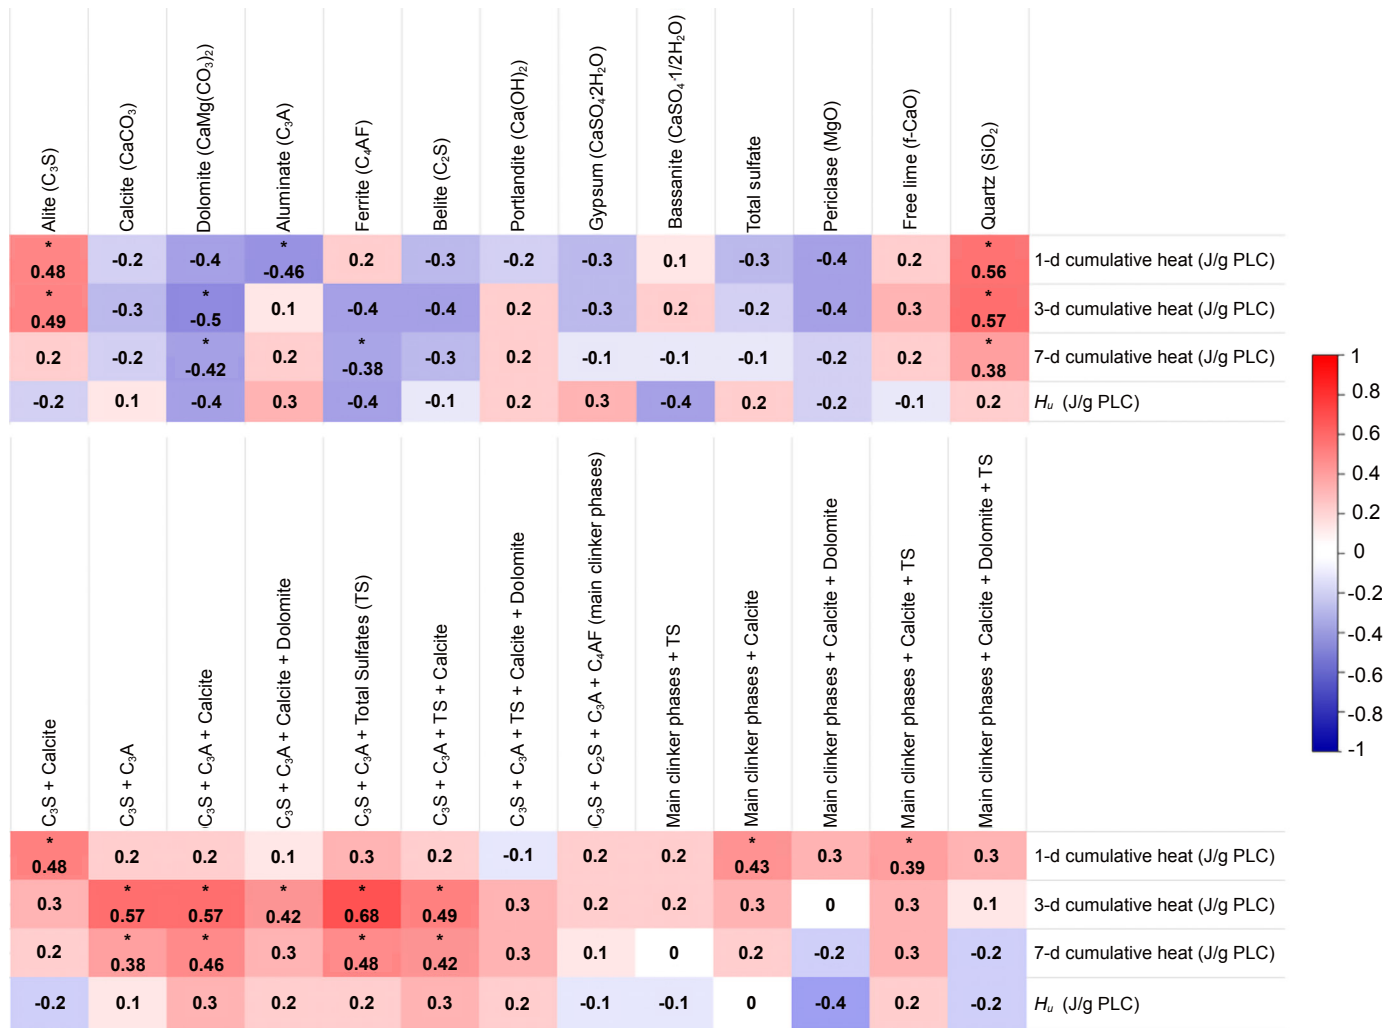 Alite (C₃S)
Calcite (CaCO₃)
Dolomite (CaMg(CO₃)₂)
Aluminate (C₃A)
Ferrite (C₄AF)
Belite (C₂S)
Portlandite (Ca(OH)₂)
Gypsum (CaSO₄·2H₂O)
Bassanite (CaSO₄·1/2H₂O)
Total sulfate
Periclase (MgO)
Free lime (f-CaO)
Quartz (SiO₂)
* 0.48 -0.2 -0.4 * -0.46 0.2 -0.3 -0.2 -0.3 0.1 -0.3 -0.4 0.2 * 0.56 1-d cumulative heat (J/g PLC)
* 0.49 -0.3 * -0.5 0.1 -0.4 -0.4 0.2 -0.3 0.2 -0.2 -0.4 0.3 * 0.57 3-d cumulative heat (J/g PLC)
0.2 -0.2 * -0.42 0.2 * -0.38 -0.3 0.2 -0.1 -0.1 -0.1 -0.2 0.2 * 0.38 7-d cumulative heat (J/g PLC)
-0.2 0.1 -0.4 0.3 -0.4 -0.1 0.2 0.3 -0.4 0.2 -0.2 -0.1 0.2 Hᵤ (J/g PLC)
1
0.8
0.6
0.4
0.2
0
-0.2
-0.4
-0.6
-0.8
-1
C₃S + Calcite
C₃S + C₃A
C₃S + C₃A + Calcite
C₃S + C₃A + Calcite + Dolomite
C₃S + C₃A + Total Sulfates (TS)
C₃S + C₃A + TS + Calcite
C₃S + C₃A + TS + Calcite + Dolomite
C₃S + C₂S + C₃A + C₄AF (main clinker phases)
Main clinker phases + TS
Main clinker phases + Calcite
Main clinker phases + Calcite + Dolomite
Main clinker phases + Calcite + TS
Main clinker phases + Calcite + Dolomite + TS
* 0.48 0.2 0.2 0.1 0.3 0.2 -0.1 0.2 0.2 * 0.43 0.3 * 0.39 0.3 1-d cumulative heat (J/g PLC)
0.3 * 0.57 * 0.57 * 0.42 * 0.68 * 0.49 0.3 0.2 0.2 0.3 0 0.3 0.1 3-d cumulative heat (J/g PLC)
0.2 * 0.38 * 0.46 0.3 * 0.48 * 0.42 0.3 0.1 0 0.2 -0.2 0.3 -0.2 7-d cumulative heat (J/g PLC)
-0.2 0.1 0.3 0.2 0.2 0.3 0.2 -0.1 -0.1 0 -0.4 0.2 -0.2 Hᵤ (J/g PLC)